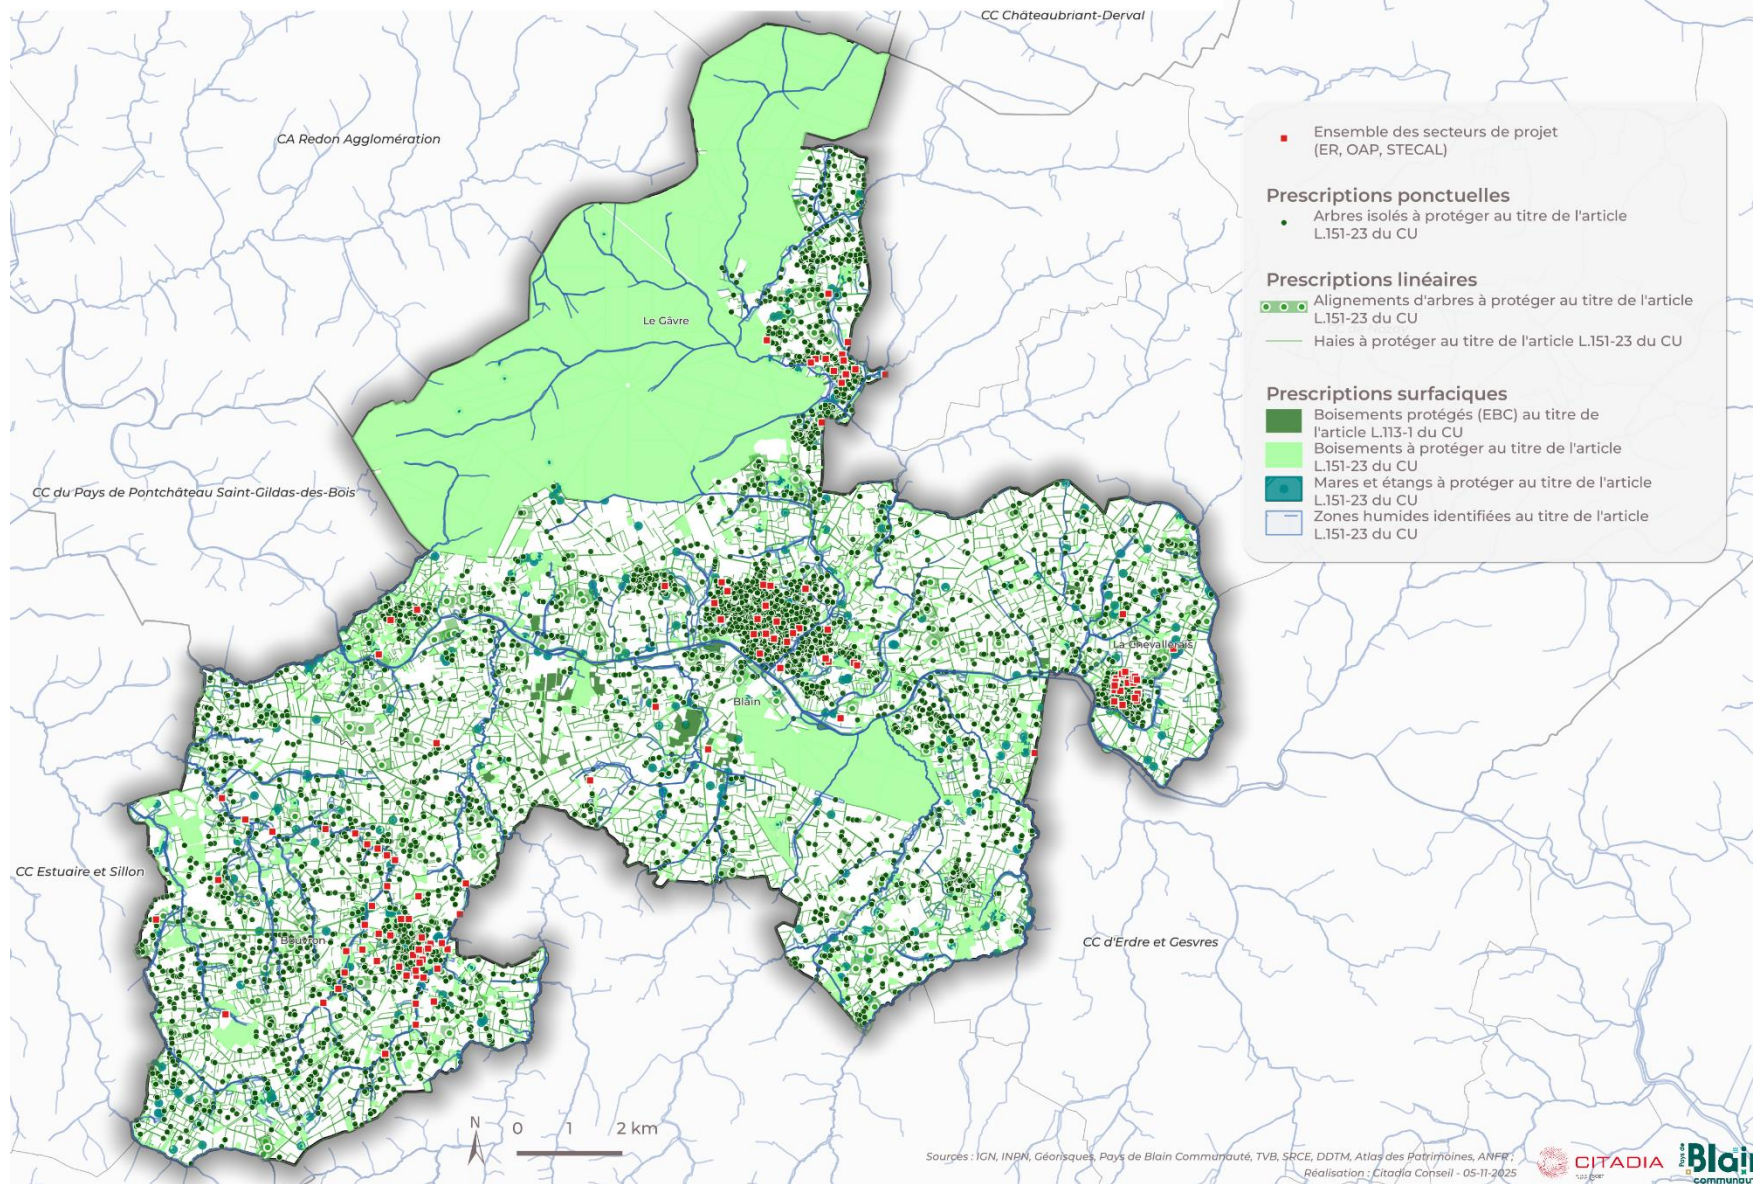 CC Châteaubriant-Derval
CA Redon Agglomération
Ensemble des secteurs de projet
(ER, OAP, STECAL)
Prescriptions ponctuelles
Arbres isolés à protéger au titre de l'article
L.151-23 du CU
Prescriptions linéaires
Alignements d'arbres à protéger au titre de l'article
L.151-23 du CU
Haies à protéger au titre de l'article L.151-23 du CU
Prescriptions surfaciques
Boisements protégés (EBC) au titre de
l'article L.113-1 du CU
Boisements à protéger au titre de l'article
L.151-23 du CU
Mares et étangs à protéger au titre de l'article
L.151-23 du CU
Zones humides identifiées au titre de l'article
L.151-23 du CU
Le Gâvre
CC du Pays de Pontchâteau Saint-Gildas-des-Bois
La Chevallerais
Blain
CC Estuaire et Sillon
Bouvron
CC d'Erdre et Gesvres
N
0 1 2 km
Sources : IGN, INPN, Géorisques, Pays de Blain Communauté, TVB, SRCE, DDTM, Atlas des Patrimoines, ANFR ;
Réalisation : Citadia Conseil - 05-11-2025
CITADIA
Pays de
Blain
communau